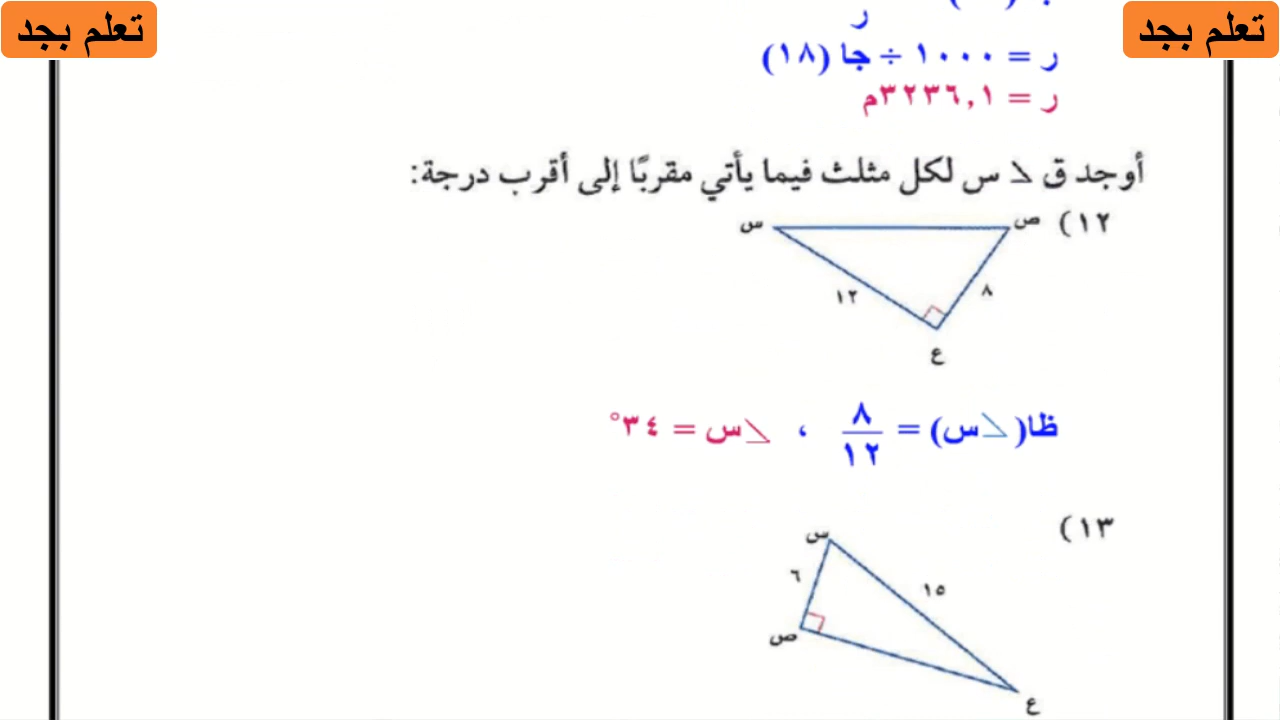 تعلم بجد
تعلم بجد
ر
ر = ١٠٠٠ ÷ جا (١٨)
ر = ٣٢٣٦,١م
أوجد ق ∠ س لكل مثلث فيما يأتي مقربًا إلى أقرب درجة:
١٢)
ص
س
٨
١٢
ع
ظا(∠س) = ٨/١٢ ، ∠س = ٣٤°
١٣)
س
٦
١٥
ص
ع